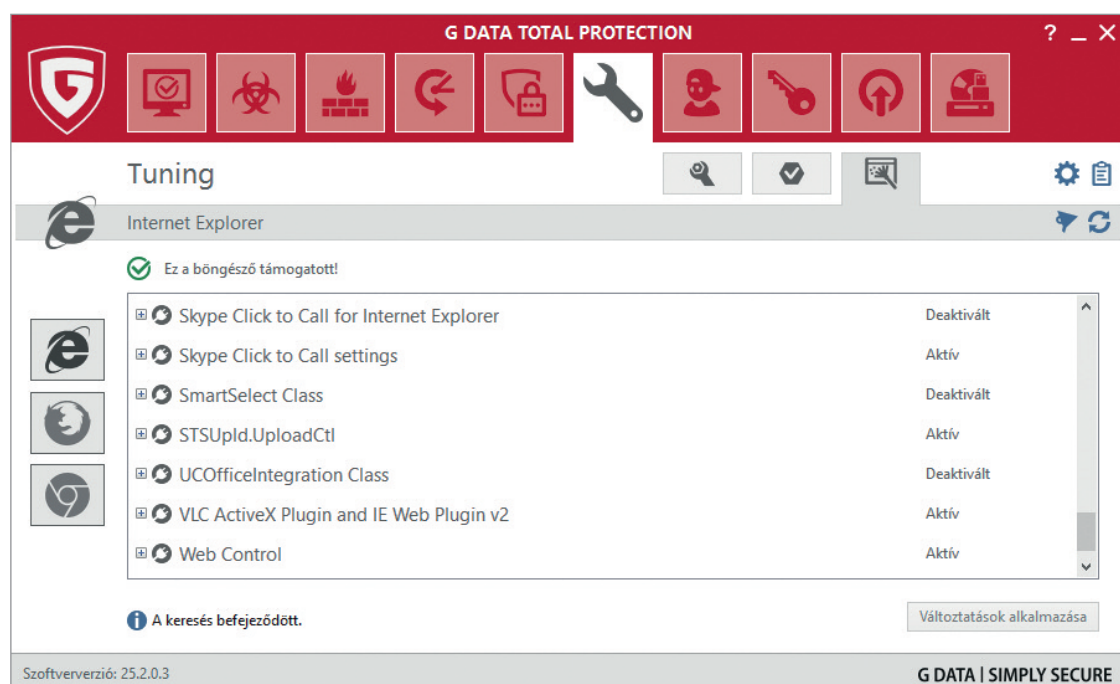 G DATA TOTAL PROTECTION
Tuning
Internet Explorer
Ez a böngésző támogatott!
Skype Click to Call for Internet Explorer Deaktivált
Skype Click to Call settings Aktív
SmartSelect Class Deaktivált
STSUpld.UploadCtl Aktív
UCOfficeIntegration Class Deaktivált
VLC ActiveX Plugin and IE Web Plugin v2 Aktív
Web Control Aktív
A keresés befejeződött.
Változtatások alkalmazása
Szoftververzió: 25.2.0.3
G DATA | SIMPLY SECURE